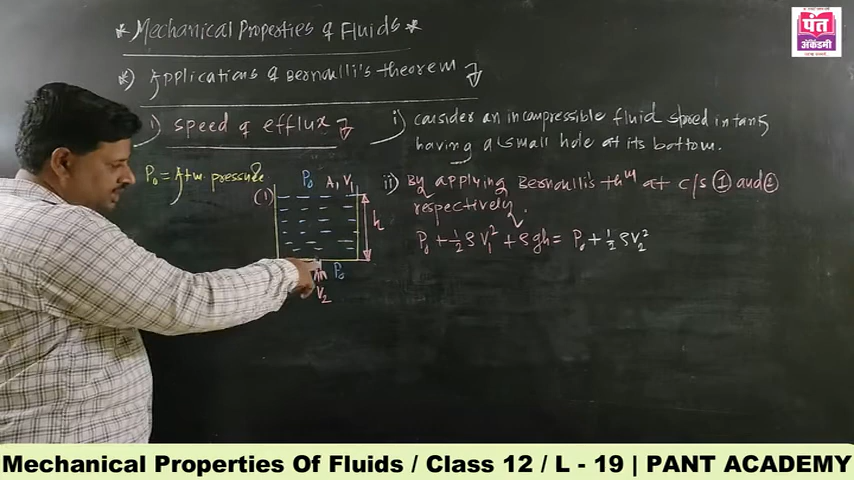 * Mechanical Properties of Fluids *
*) Applications of Bernoulli's theorem
1) speed of efflux
i) consider an incompressible fluid stored in tank
having a small hole at its bottom.
P₀ = Atm. pressure
P₀ A₁ V₁
(1)
h
P₀
V₂
ii) By applying Bernoulli's thᵐ at c/s ① and ②
respectively
P₀ + ½ ρ V₁² + ρgh = P₀ + ½ ρV₂²
पंत
अॅकॅडमी
Mechanical Properties Of Fluids / Class 12 / L - 19 | PANT ACADEMY